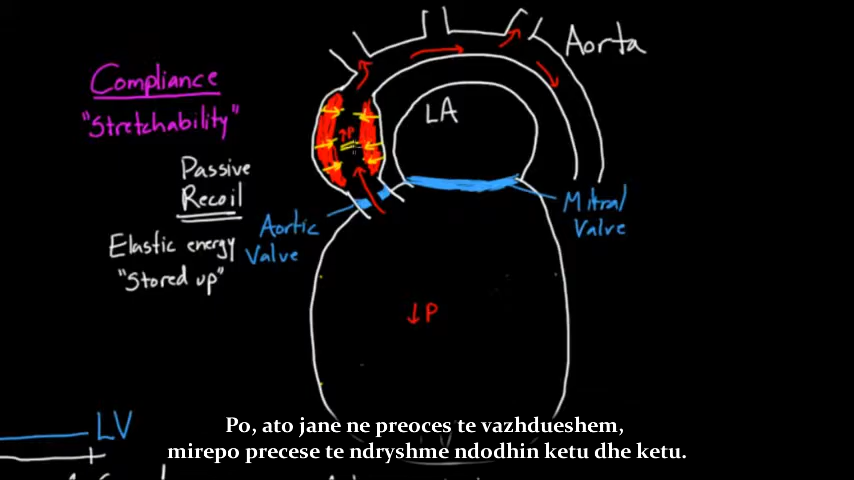 Compliance
"Stretchability"
Passive
Recoil
Elastic energy
"Stored up"
Aortic
Valve
↑P
LA
Aorta
Mitral
Valve
↓P
LV
Po, ato jane ne preoces te vazhdueshem,
mirepo precese te ndryshme ndodhin ketu dhe ketu.